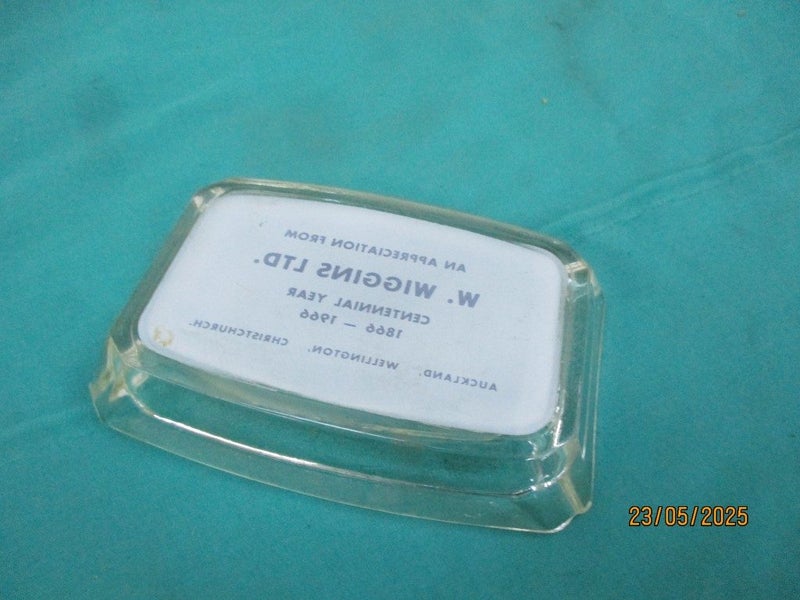 AN APPRECIATION FROM
W. WIGGINS LTD.
CENTENNIAL YEAR
1866 — 1966
AUCKLAND, WELLINGTON, CHRISTCHURCH.
23/05/2025